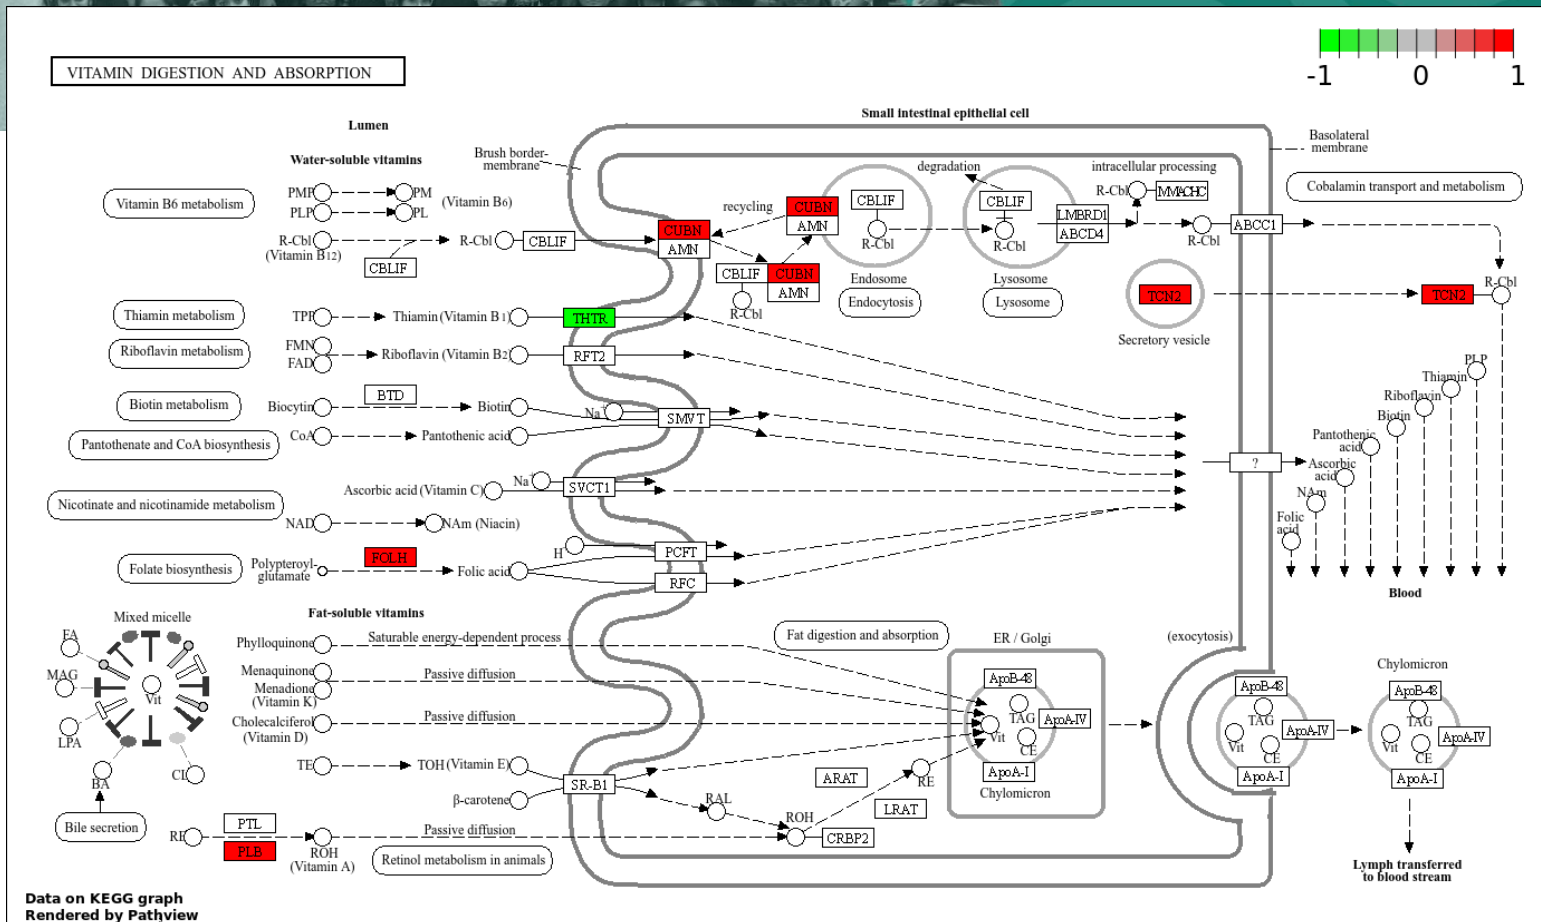 -1 0 1
VITAMIN DIGESTION AND ABSORPTION
Small intestinal epithelial cell
Lumen
Water-soluble vitamins
Brush border-
membrane
Basolateral
membrane
degradation
intracellular processing
Vitamin B6 metabolism
PMP
PM
PLP
PL
(Vitamin B6)
R-Cbl
(Vitamin B12)
CBLIF
R-Cbl
CBLIF
CUBN
AMN
recycling
CUBN
AMN
CBLIF
CUBN
AMN
R-Cbl
CBLIF
R-Cbl
Endosome
Endocytosis
CBLIF
R-Cbl
Lysosome
Lysosome
LMBRD1
ABCD4
R-Cbl
MMACHC
R-Cbl
ABCC1
Cobalamin transport and metabolism
TCN2
Secretory vesicle
TCN2
R-Cbl
Thiamin metabolism
TPP
Thiamin (Vitamin B1)
THTR
Riboflavin metabolism
FMN
FAD
Riboflavin (Vitamin B2)
RFT2
Biotin metabolism
Biocytin
BTD
Biotin
Na+
SMVT
Pantothenate and CoA biosynthesis
CoA
Pantothenic acid
Ascorbic acid (Vitamin C)
Na+
SVCT1
Nicotinate and nicotinamide metabolism
NAD
NAm (Niacin)
Folate biosynthesis
Polypteroyl-
glutamate
FOLH
Folic acid
H
PCFT
RFC
?
PLP
Thiamin
Riboflavin
Biotin
Pantothenic
acid
Ascorbic
acid
NAm
Folic
acid
Blood
Fat-soluble vitamins
Mixed micelle
FA
MAG
LPA
BA
CL
Vit
Bile secretion
Phylloquinone
Saturable energy-dependent process
Menaquinone
Menadione
(Vitamin K)
Passive diffusion
Cholecalciferol
(Vitamin D)
Passive diffusion
TE
TOH (Vitamin E)
β-carotene
SR-B1
RAL
RE
PTL
PLB
ROH
(Vitamin A)
Passive diffusion
Retinol metabolism in animals
ROH
CRBP2
ARAT
LRAT
RE
Fat digestion and absorption
ER / Golgi
ApoB-48
TAG
ApoA-IV
Vit
CE
ApoA-I
Chylomicron
(exocytosis)
ApoB-48
TAG
ApoA-IV
Vit
CE
ApoA-I
Chylomicron
ApoB-48
TAG
ApoA-IV
Vit
CE
ApoA-I
Lymph transferred
to blood stream
Data on KEGG graph
Rendered by Pathview